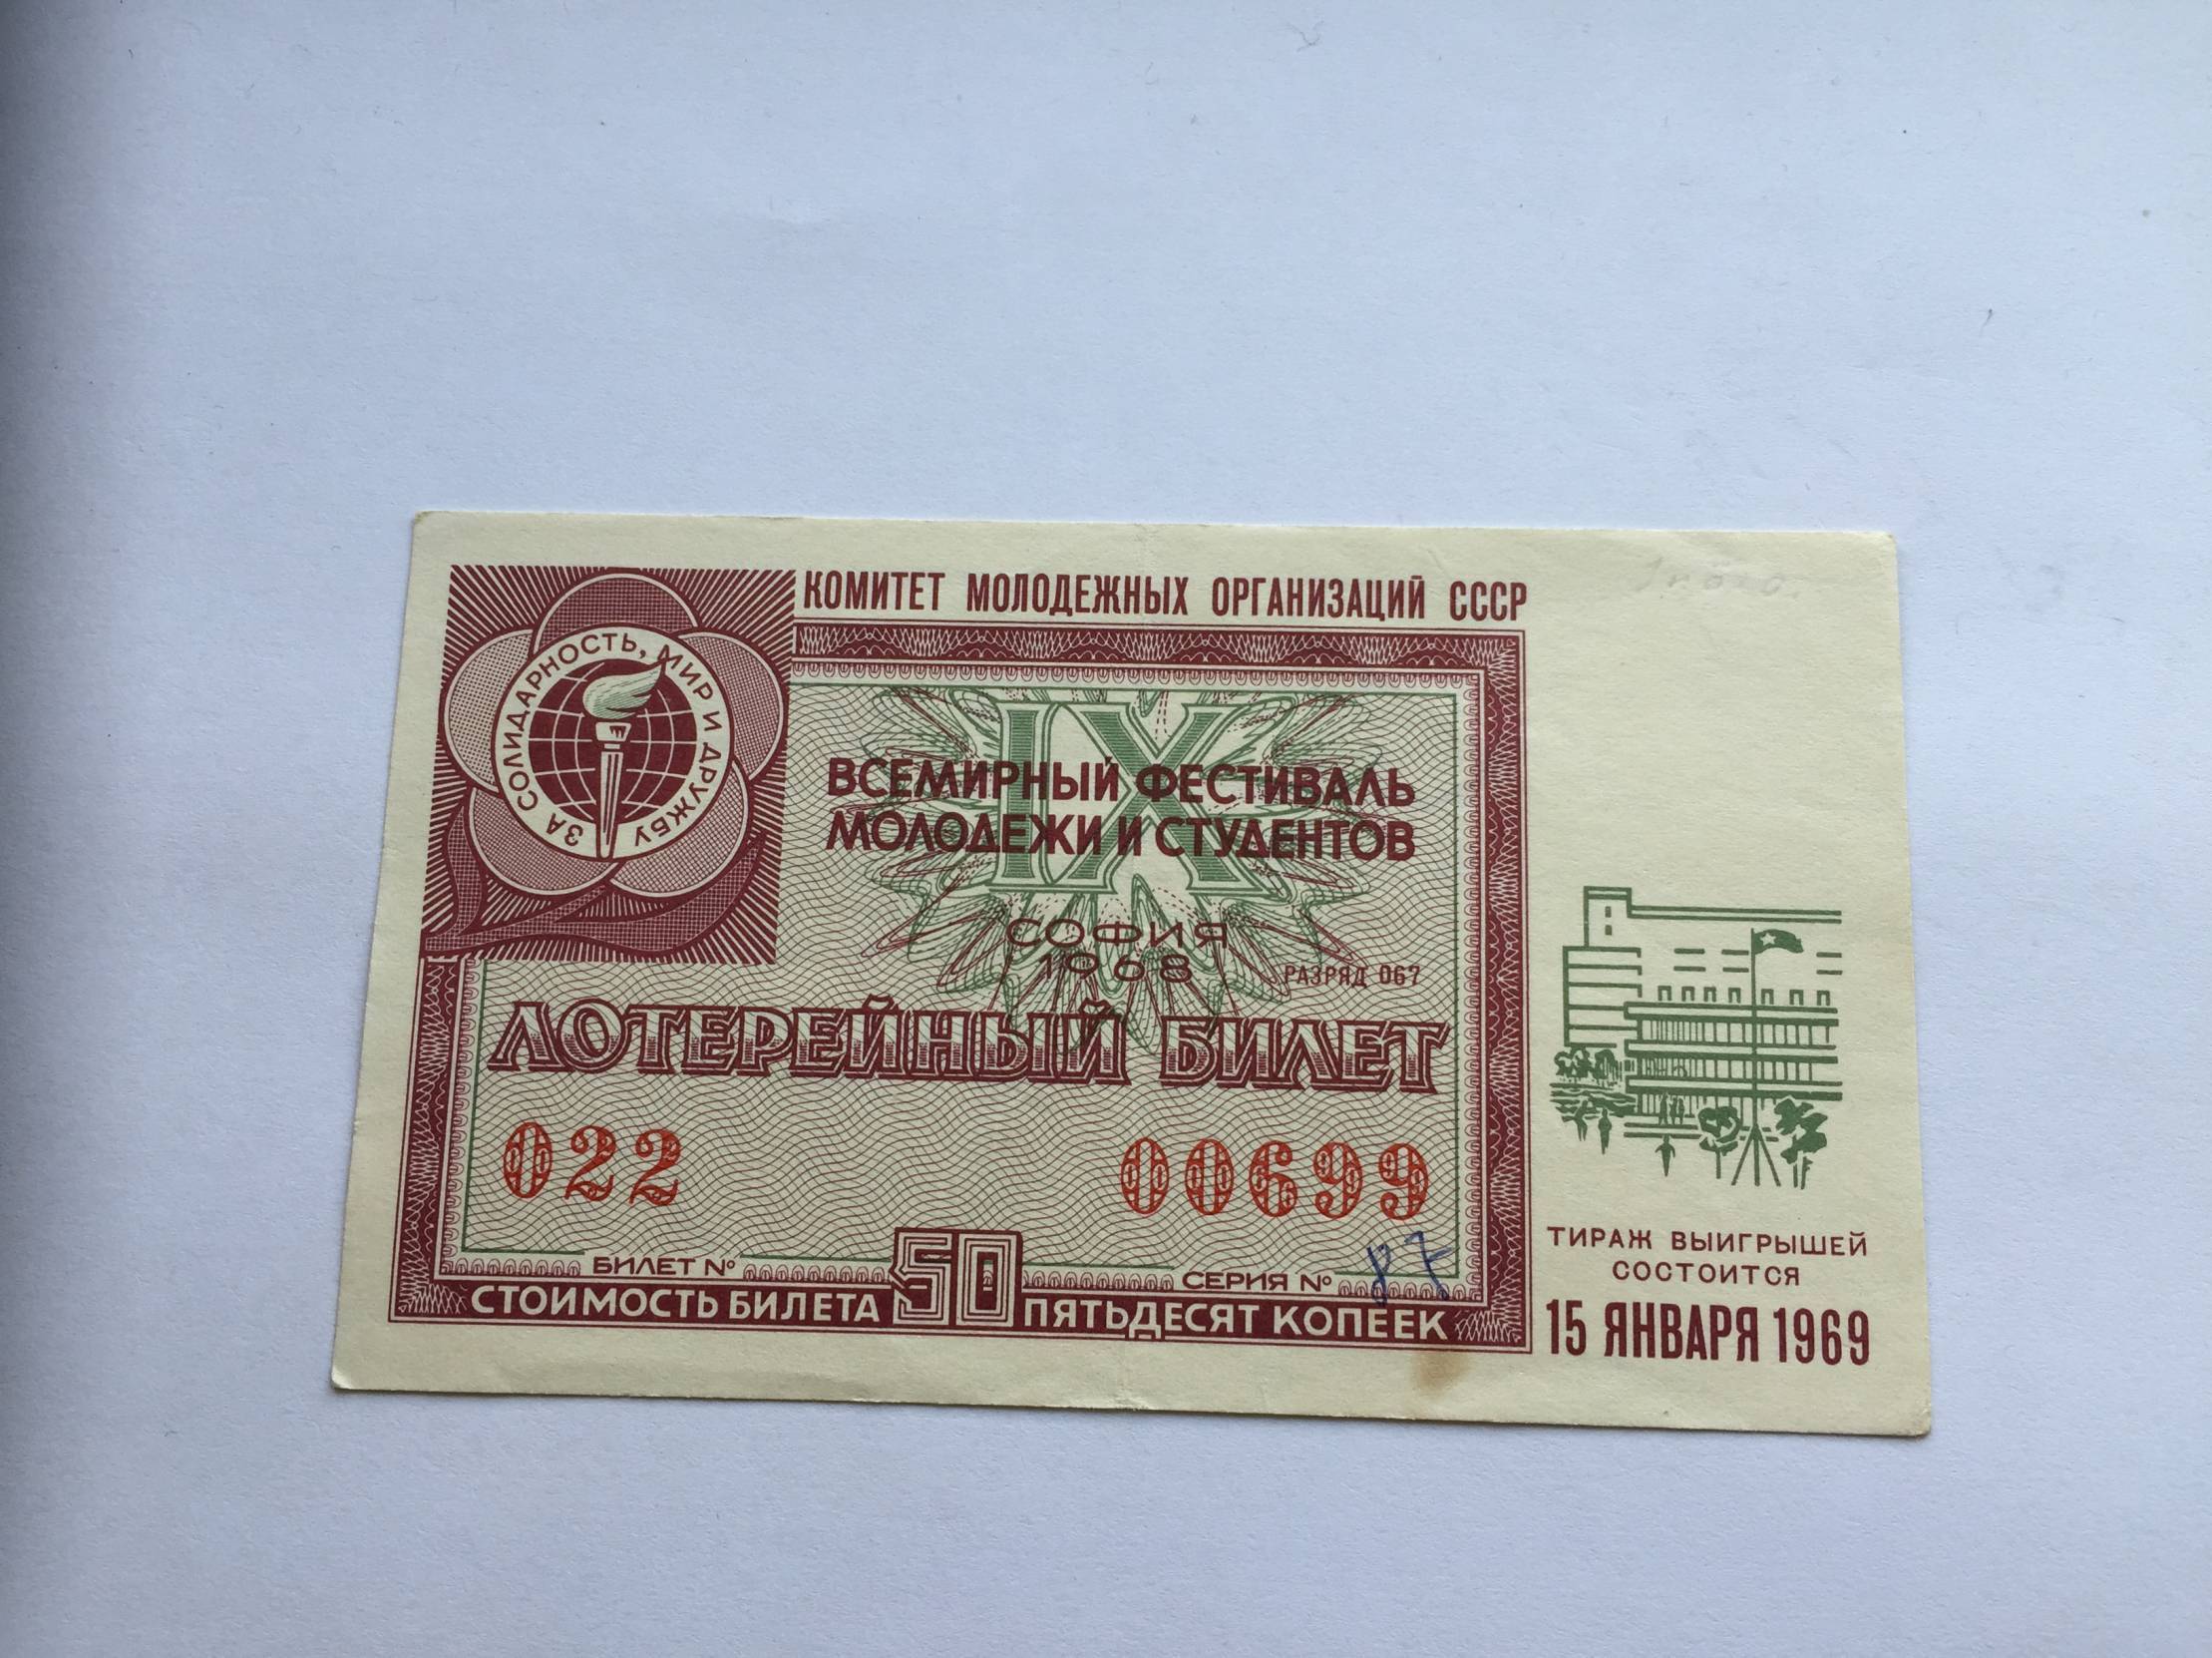 КОМИТЕТ МОЛОДЕЖНЫХ ОРГАНИЗАЦИЙ СССР
ЗА СОЛИДАРНОСТЬ, МИР И ДРУЖБУ
IX
ВСЕМИРНЫЙ ФЕСТИВАЛЬ
МОЛОДЕЖИ И СТУДЕНТОВ
СОФИЯ
1968
РАЗРЯД 067
ЛОТЕРЕЙНЫЙ БИЛЕТ
022 00699
БИЛЕТ № СЕРИЯ №
СТОИМОСТЬ БИЛЕТА 50 ПЯТЬДЕСЯТ КОПЕЕК
ТИРАЖ ВЫИГРЫШЕЙ
СОСТОИТСЯ
15 ЯНВАРЯ 1969